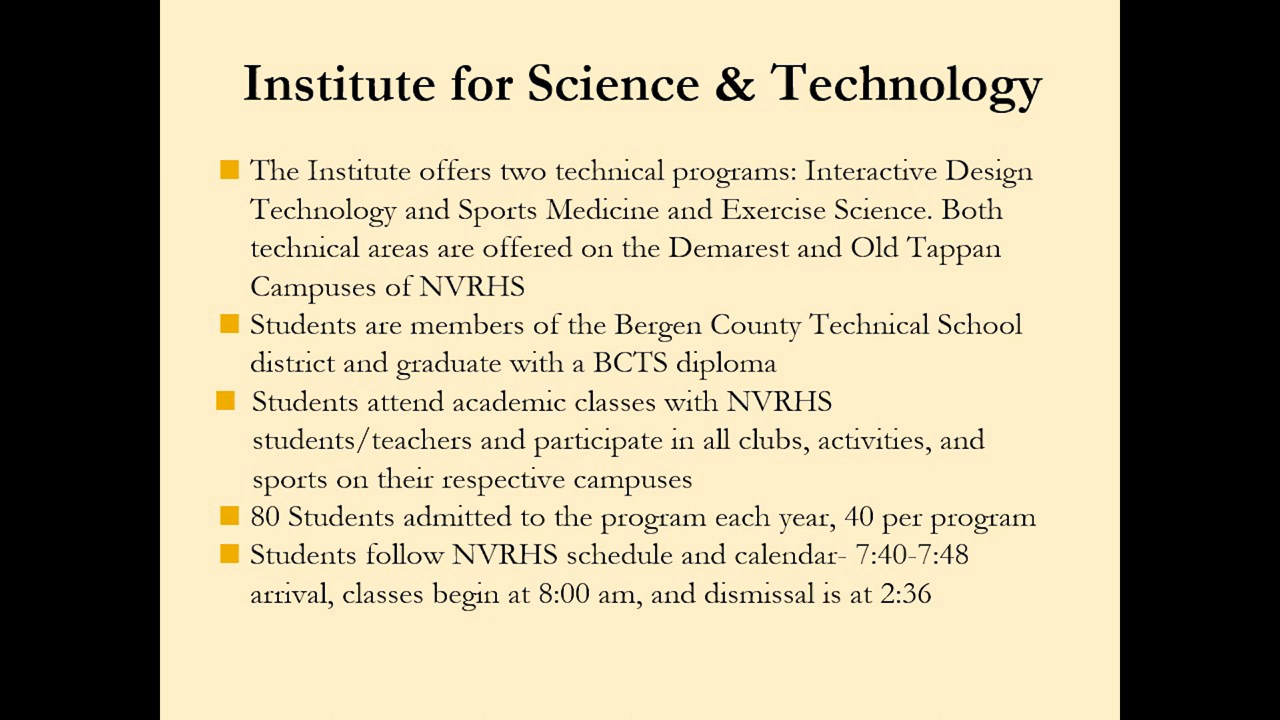 Institute for Science & Technology
The Institute offers two technical programs: Interactive Design
Technology and Sports Medicine and Exercise Science. Both
technical areas are offered on the Demarest and Old Tappan
Campuses of NVRHS
Students are members of the Bergen County Technical School
district and graduate with a BCTS diploma
Students attend academic classes with NVRHS
students/teachers and participate in all clubs, activities, and
sports on their respective campuses
80 Students admitted to the program each year, 40 per program
Students follow NVRHS schedule and calendar- 7:40-7:48
arrival, classes begin at 8:00 am, and dismissal is at 2:36